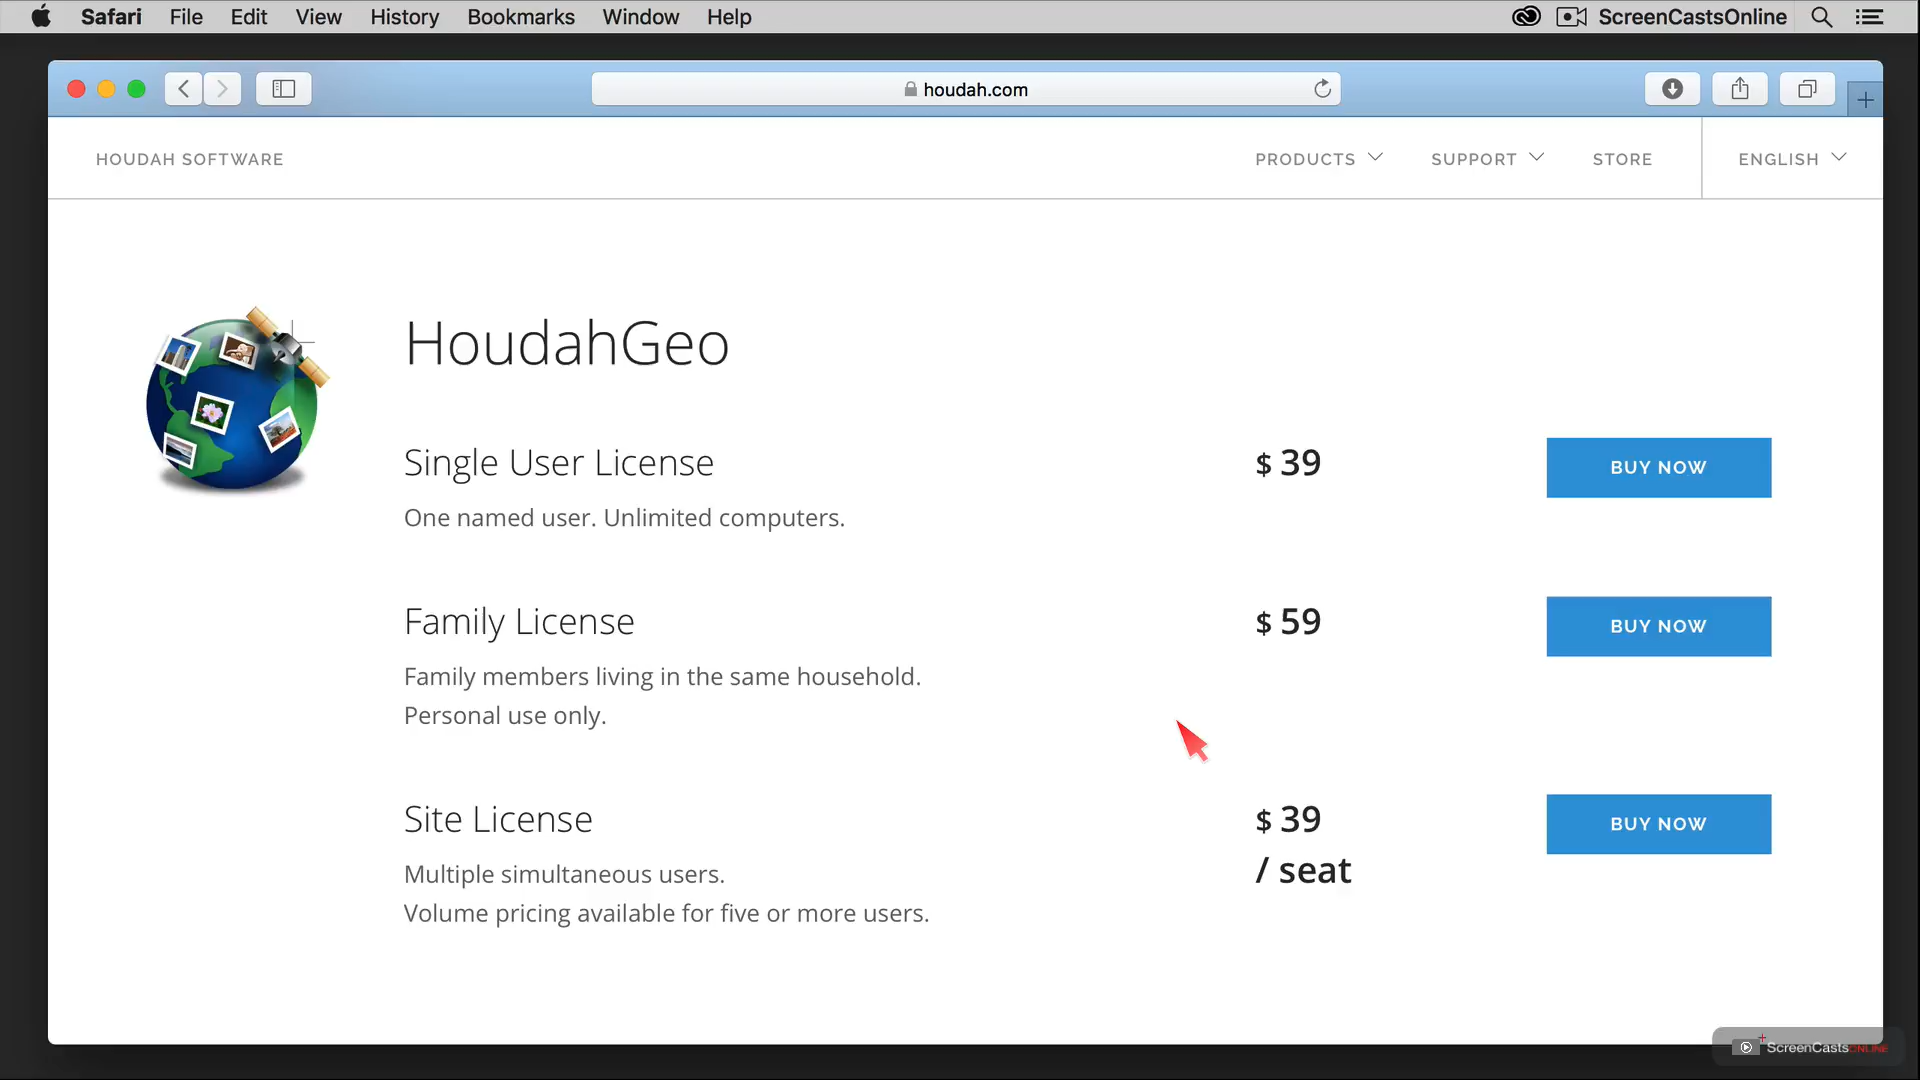 Safari File Edit View History Bookmarks Window Help ScreenCastsOnline
houdah.com
HOUDAH SOFTWARE PRODUCTS SUPPORT STORE ENGLISH
HoudahGeo
Single User License $ 39 BUY NOW
One named user. Unlimited computers.
Family License $ 59 BUY NOW
Family members living in the same household.
Personal use only.
Site License $ 39 BUY NOW
/ seat
Multiple simultaneous users.
Volume pricing available for five or more users.
ScreenCastsONLINE